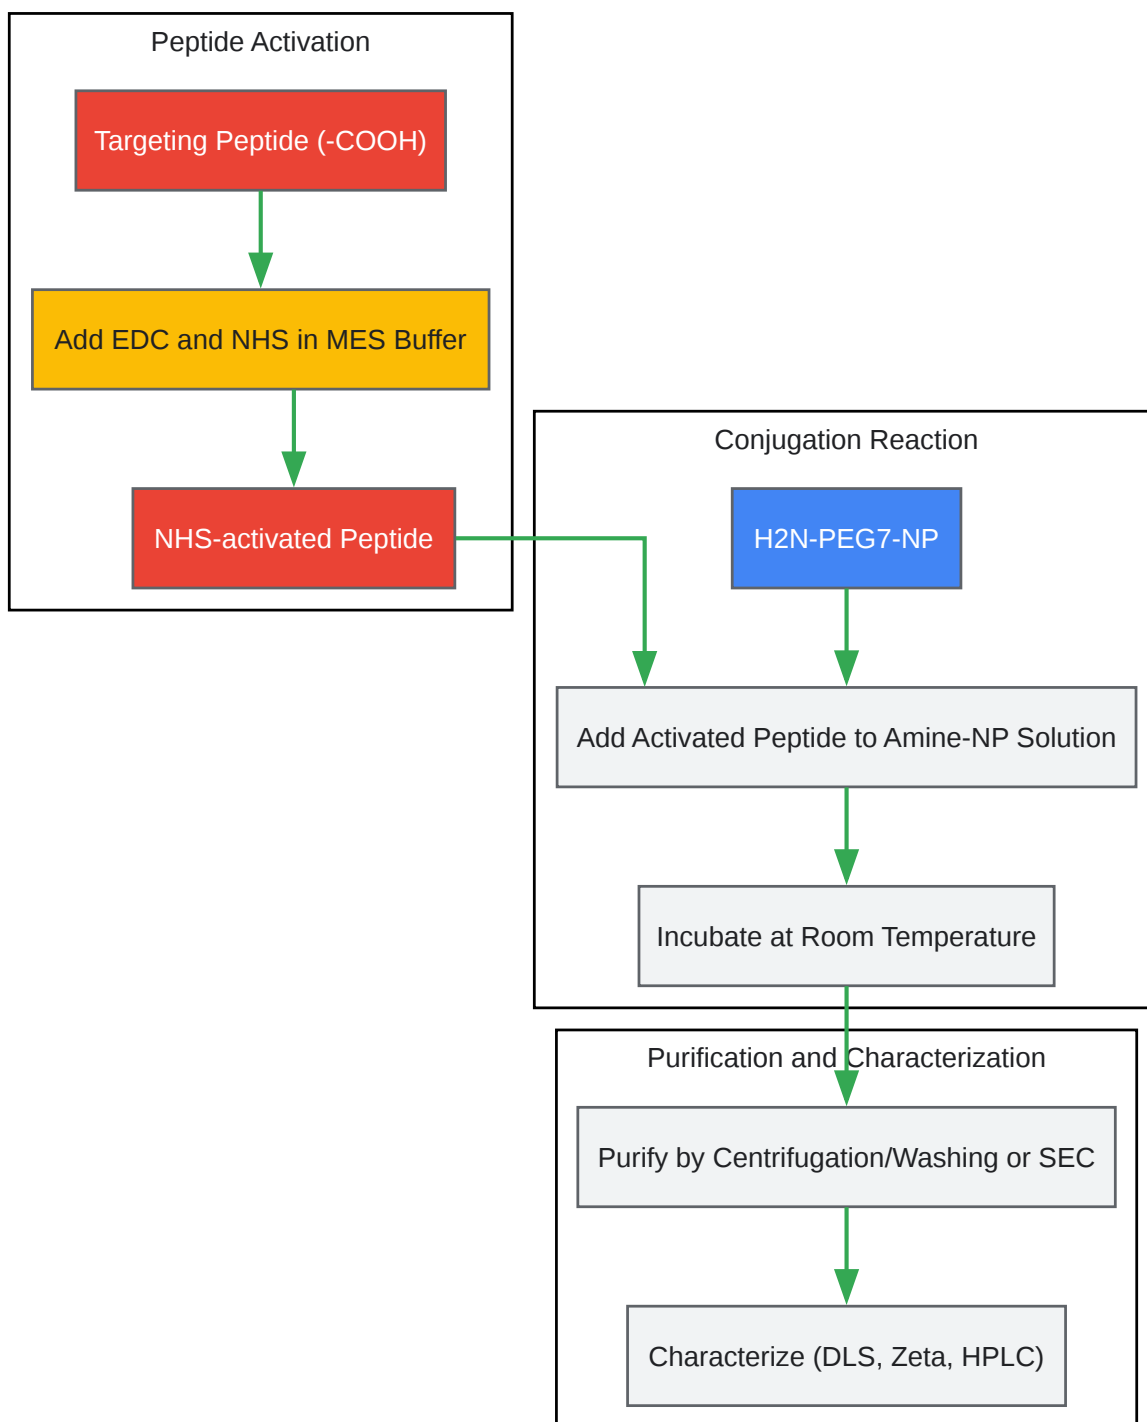 Peptide Activation
Targeting Peptide (-COOH)
Add EDC and NHS in MES Buffer
NHS-activated Peptide
Conjugation Reaction
H2N-PEG7-NP
Add Activated Peptide to Amine-NP Solution
Incubate at Room Temperature
Purification and Characterization
Purify by Centrifugation/Washing or SEC
Characterize (DLS, Zeta, HPLC)